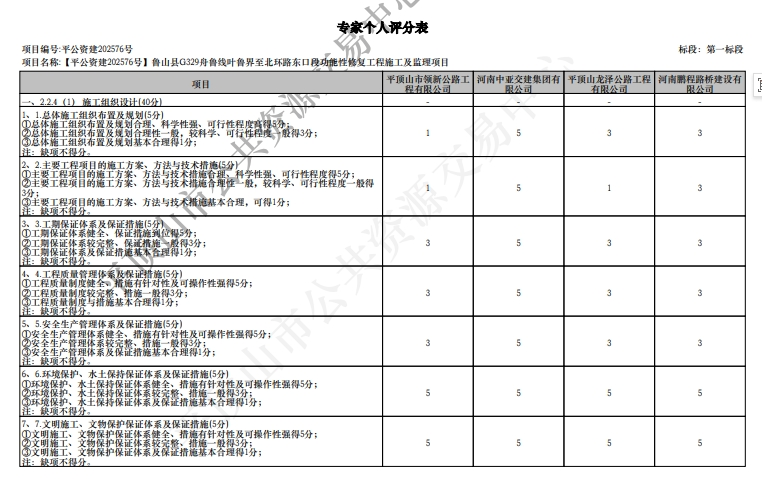 专家个人评分表
项目编号:平公资建202576号
标段: 第一标段
项目名称:【平公资建202576号】鲁山县G329舟鲁线叶鲁界至北环路东口段功能性修复工程施工及监理项目
项目 平顶山市领新公路工程有限公司 河南中亚交建集团有限公司 平顶山龙泽公路工程有限公司 河南鹏程路桥建设有限公司
一、2.2.4（1） 施工组织设计(40分) - - - -
1、1.总体施工组织布置及规划(5分)
①总体施工组织布置及规划合理、科学性强、可行性程度高得5分；
②总体施工组织布置及规划合理性一般，较科学、可行性程度一般得3分；
③总体施工组织布置及规划基本合理得1分；
注: 缺项不得分。
1 5 3 3
2、2.主要工程项目的施工方案、方法与技术措施(5分)
①主要工程项目的施工方案、方法与技术措施合理、科学性强、可行性程度高得5分；
②主要工程项目的施工方案、方法与技术措施合理性一般，较科学、可行性程度一般得
3分；
③主要工程项目的施工方案、方法与技术措施基本合理，可得1分；
注: 缺项不得分。
1 5 1 3
3、3.工期保证体系及保证措施(5分)
①工期保证体系健全、保证措施到位得5分；
②工期保证体系较完整、保证措施一般得3分；
③工期保证体系及保证措施基本合理得1分；
注: 缺项不得分。
3 5 3 3
4、4.工程质量管理体系及保证措施(5分)
①工程质量制度健全、措施有针对性及可操作性强得5分；
②工程质量制度较完整、措施一般得3分；
③工程质量制度与措施基本合理得1分；
注: 缺项不得分。
3 5 3 3
5、5.安全生产管理体系及保证措施(5分)
①安全生产管理体系健全、措施有针对性及可操作性强得5分；
②安全生产管理体系较完整、措施一般得3分；
③安全生产管理体系及保证措施基本合理得1分；
注: 缺项不得分。
3 5 3 3
6、6.环境保护、水土保持保证体系及保证措施(5分)
①环境保护、水土保持保证体系健全、措施有针对性及可操作性强得5分；
②环境保护、水土保持保证体系较完整、措施一般得3分；
③环境保护、水土保持保证体系及保证措施基本合理得1分；
注: 缺项不得分。
5 5 5 5
7、7.文明施工、文物保护保证体系及保证措施(5分)
①文明施工、文物保护保证体系健全、措施有针对性及可操作性强得5分；
②文明施工、文物保护保证体系较完整、措施一般得3分；
③文明施工、文物保护保证体系及保证措施基本合理得1分；
注: 缺项不得分。
5 5 5 5
平顶山市公共资源交易中心